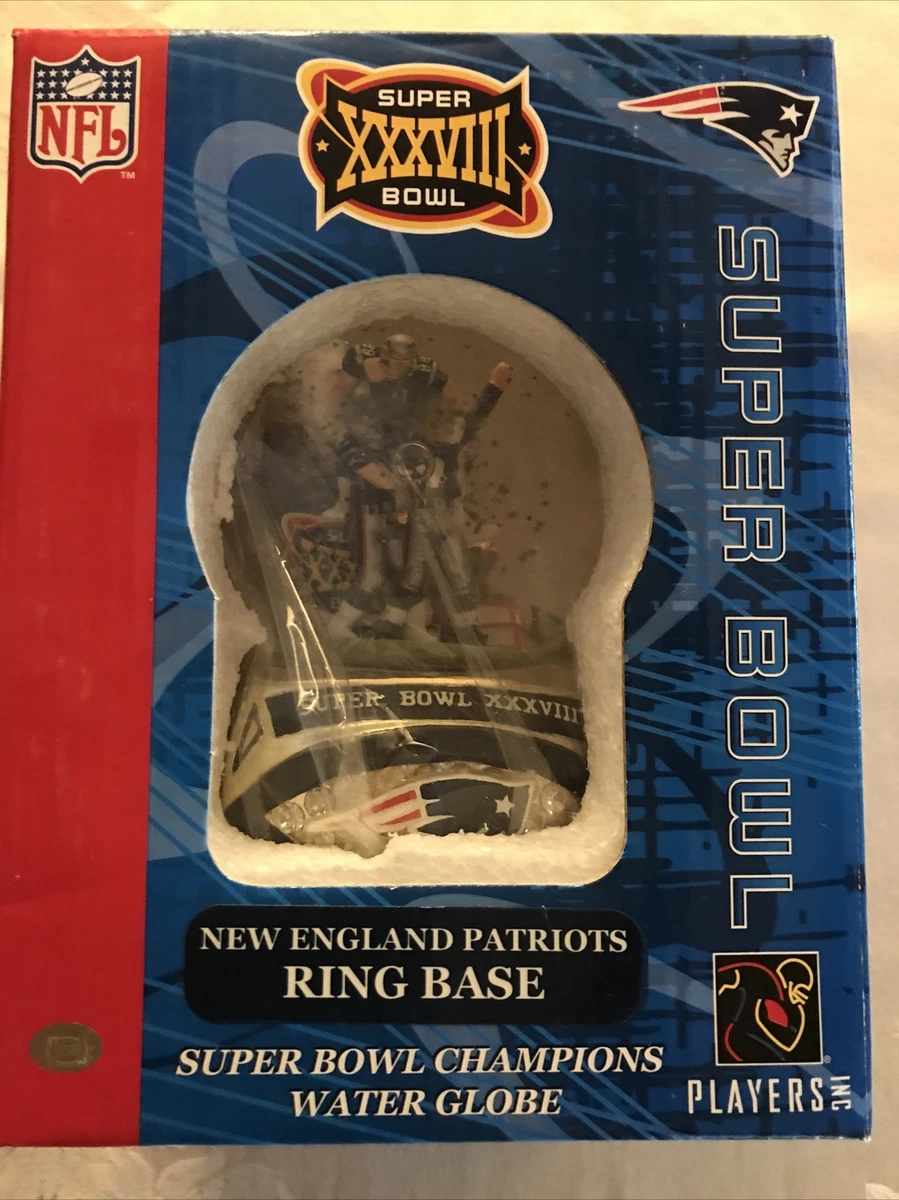 NFL
TM
SUPER
XXXVIII
BOWL
SUPER BOWL
SUPER BOWL XXXVIII
NEW ENGLAND PATRIOTS
RING BASE
SUPER BOWL CHAMPIONS
WATER GLOBE
®
PLAYERS INC